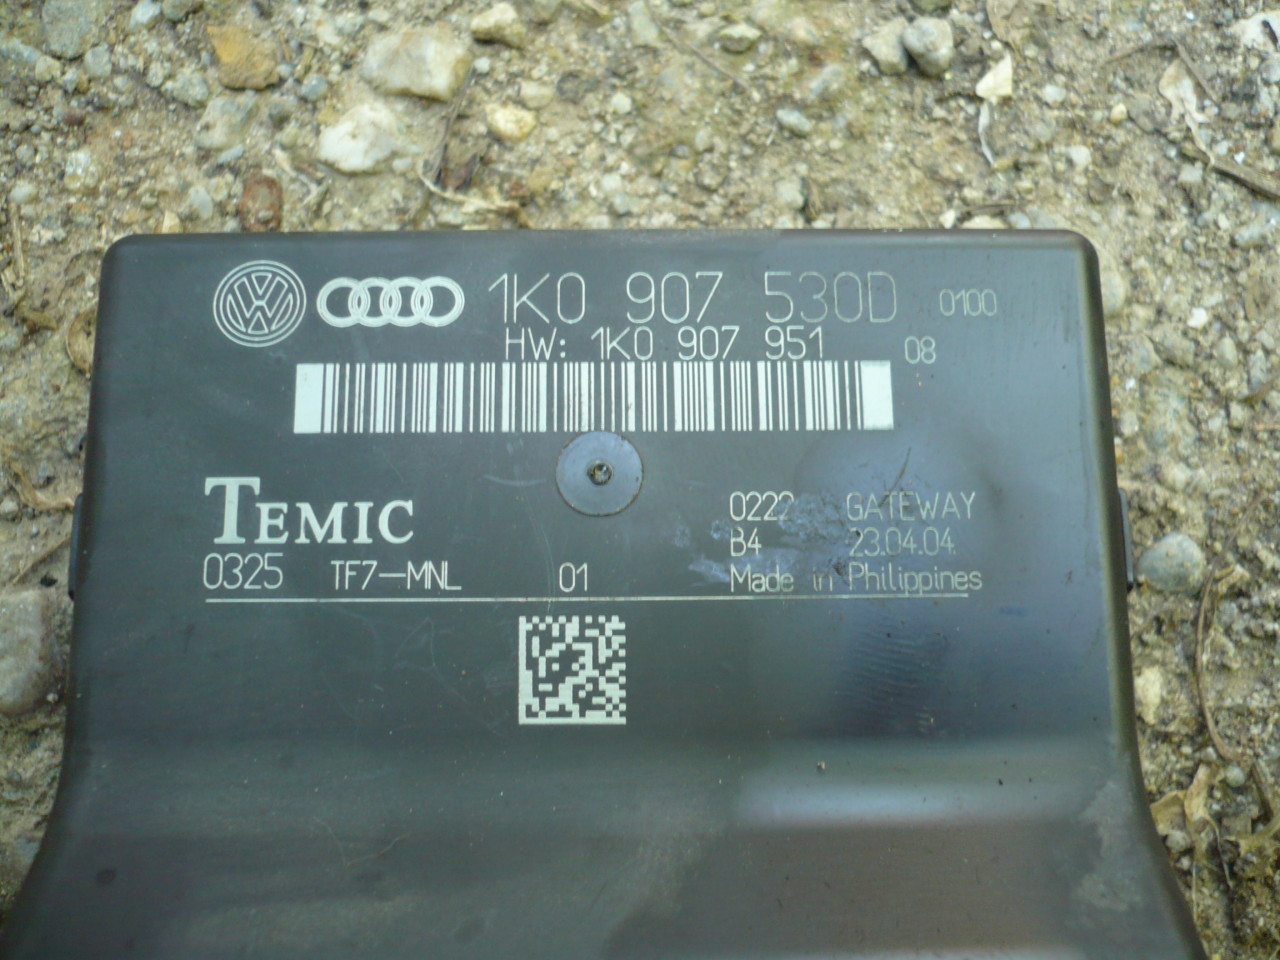 1K0 907 530D 0100
HW: 1K0 907 951 08
TEMIC
0222 GATEWAY
B4 23.04.04
0325 TF7-MNL 01 Made in Philippines